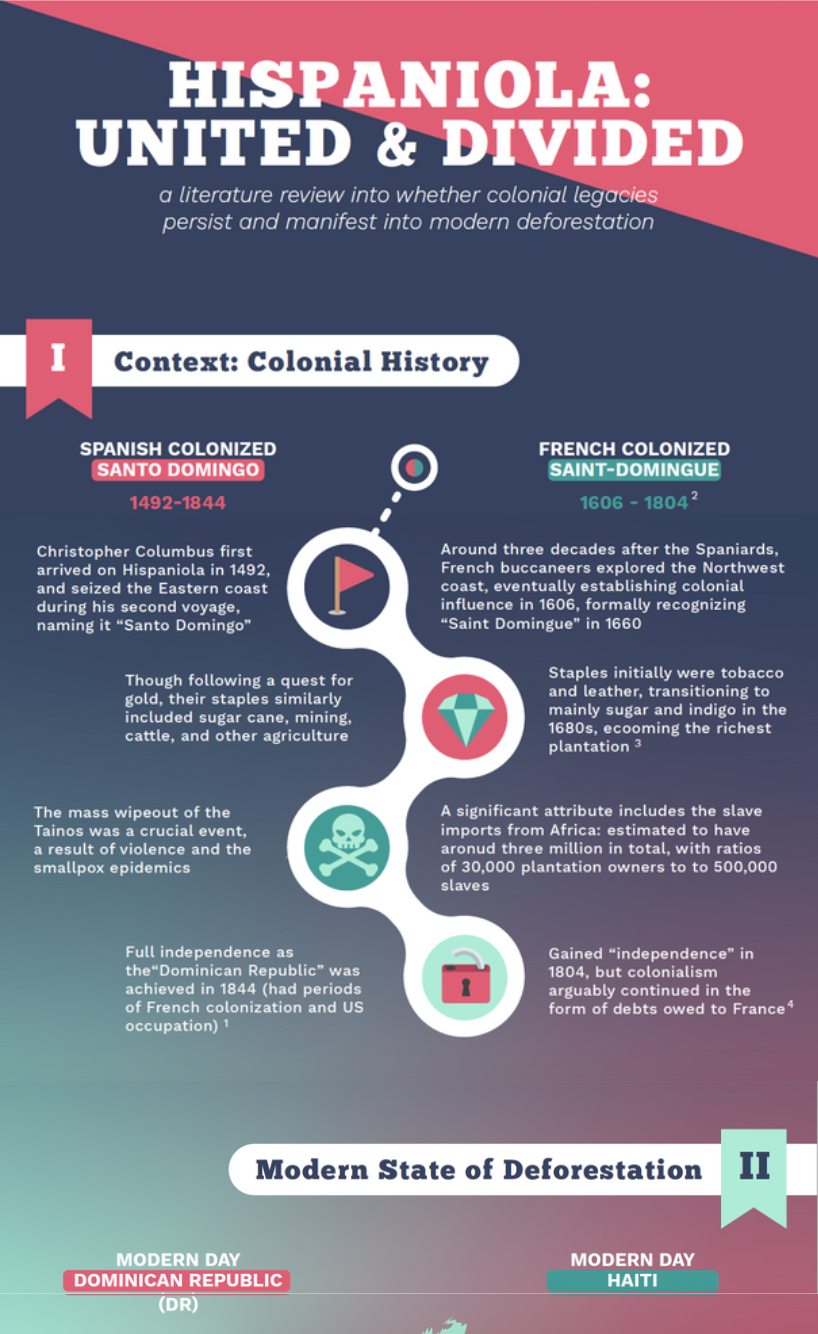 HISPANIOLA:
UNITED & DIVIDED
a literature review into whether colonial legacies
persist and manifest into modern deforestation
I
Context: Colonial History
SPANISH COLONIZED
SANTO DOMINGO
1492-1844
FRENCH COLONIZED
SAINT-DOMINGUE
1606 - 1804 2
Christopher Columbus first
arrived on Hispaniola in 1492,
and seized the Eastern coast
during his second voyage,
naming it “Santo Domingo”
Around three decades after the Spaniards,
French buccaneers explored the Northwest
coast, eventually establishing colonial
influence in 1606, formally recognizing
“Saint Domingue” in 1660
Though following a quest for
gold, their staples similarly
included sugar cane, mining,
cattle, and other agriculture
Staples initially were tobacco
and leather, transitioning to
mainly sugar and indigo in the
1680s, ecooming the richest
plantation 3
The mass wipeout of the
Tainos was a crucial event,
a result of violence and the
smallpox epidemics
A significant attribute includes the slave
imports from Africa: estimated to have
aronud three million in total, with ratios
of 30,000 plantation owners to to 500,000
slaves
Full independence as
the“Dominican Republic” was
achieved in 1844 (had periods
of French colonization and US
occupation) 1
Gained “independence” in
1804, but colonialism
arguably continued in the
form of debts owed to France 4
Modern State of Deforestation
II
MODERN DAY
DOMINICAN REPUBLIC
(DR)
MODERN DAY
HAITI